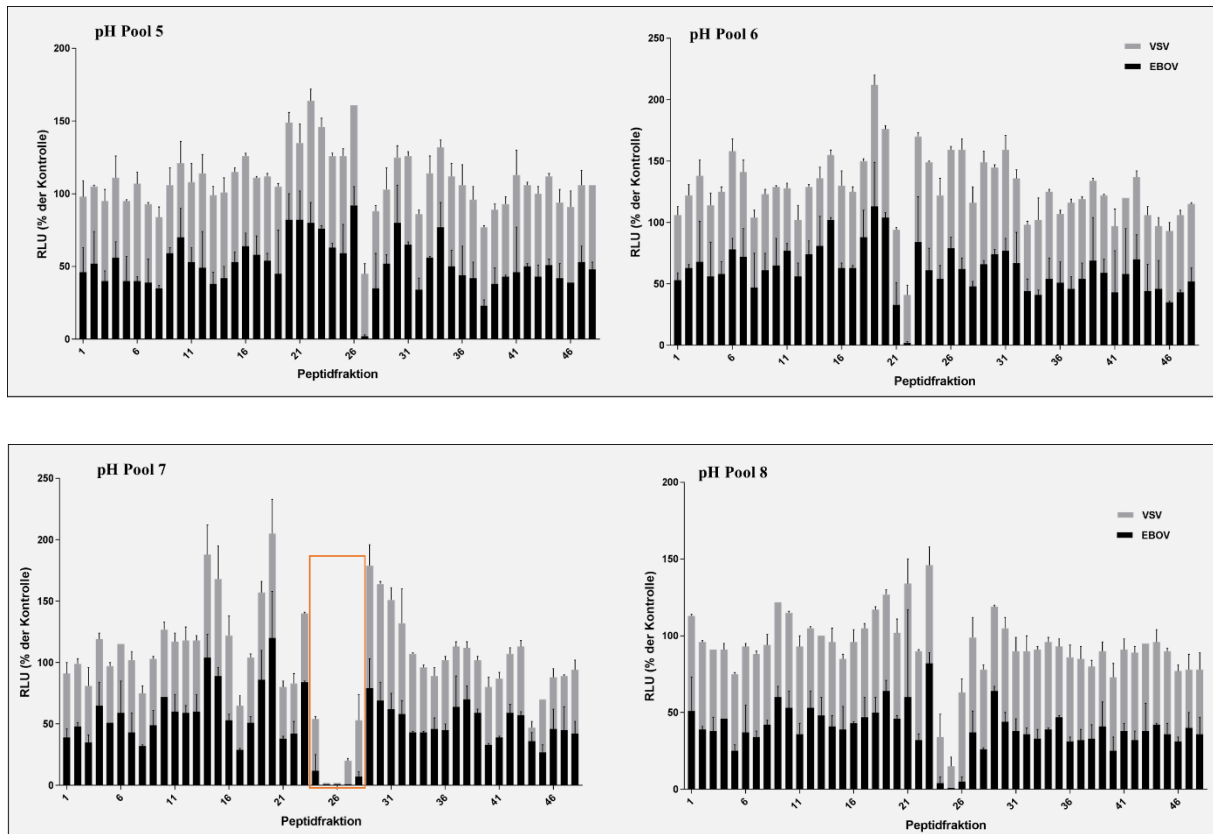 pH Pool 5
200
150
100
50
0
RLU (% der Kontrolle)
1 6 11 16 21 26 31 36 41 46
Peptidfraktion
pH Pool 6
250
200
150
100
50
0
RLU (% der Kontrolle)
VSV
EBOV
1 6 11 16 21 26 31 36 41 46
Peptidfraktion
pH Pool 7
250
200
150
100
50
0
RLU (% der Kontrolle)
1 6 11 16 21 26 31 36 41 46
Peptidfraktion
pH Pool 8
200
150
100
50
0
RLU (% der Kontrolle)
VSV
EBOV
1 6 11 16 21 26 31 36 41 46
Peptidfraktion